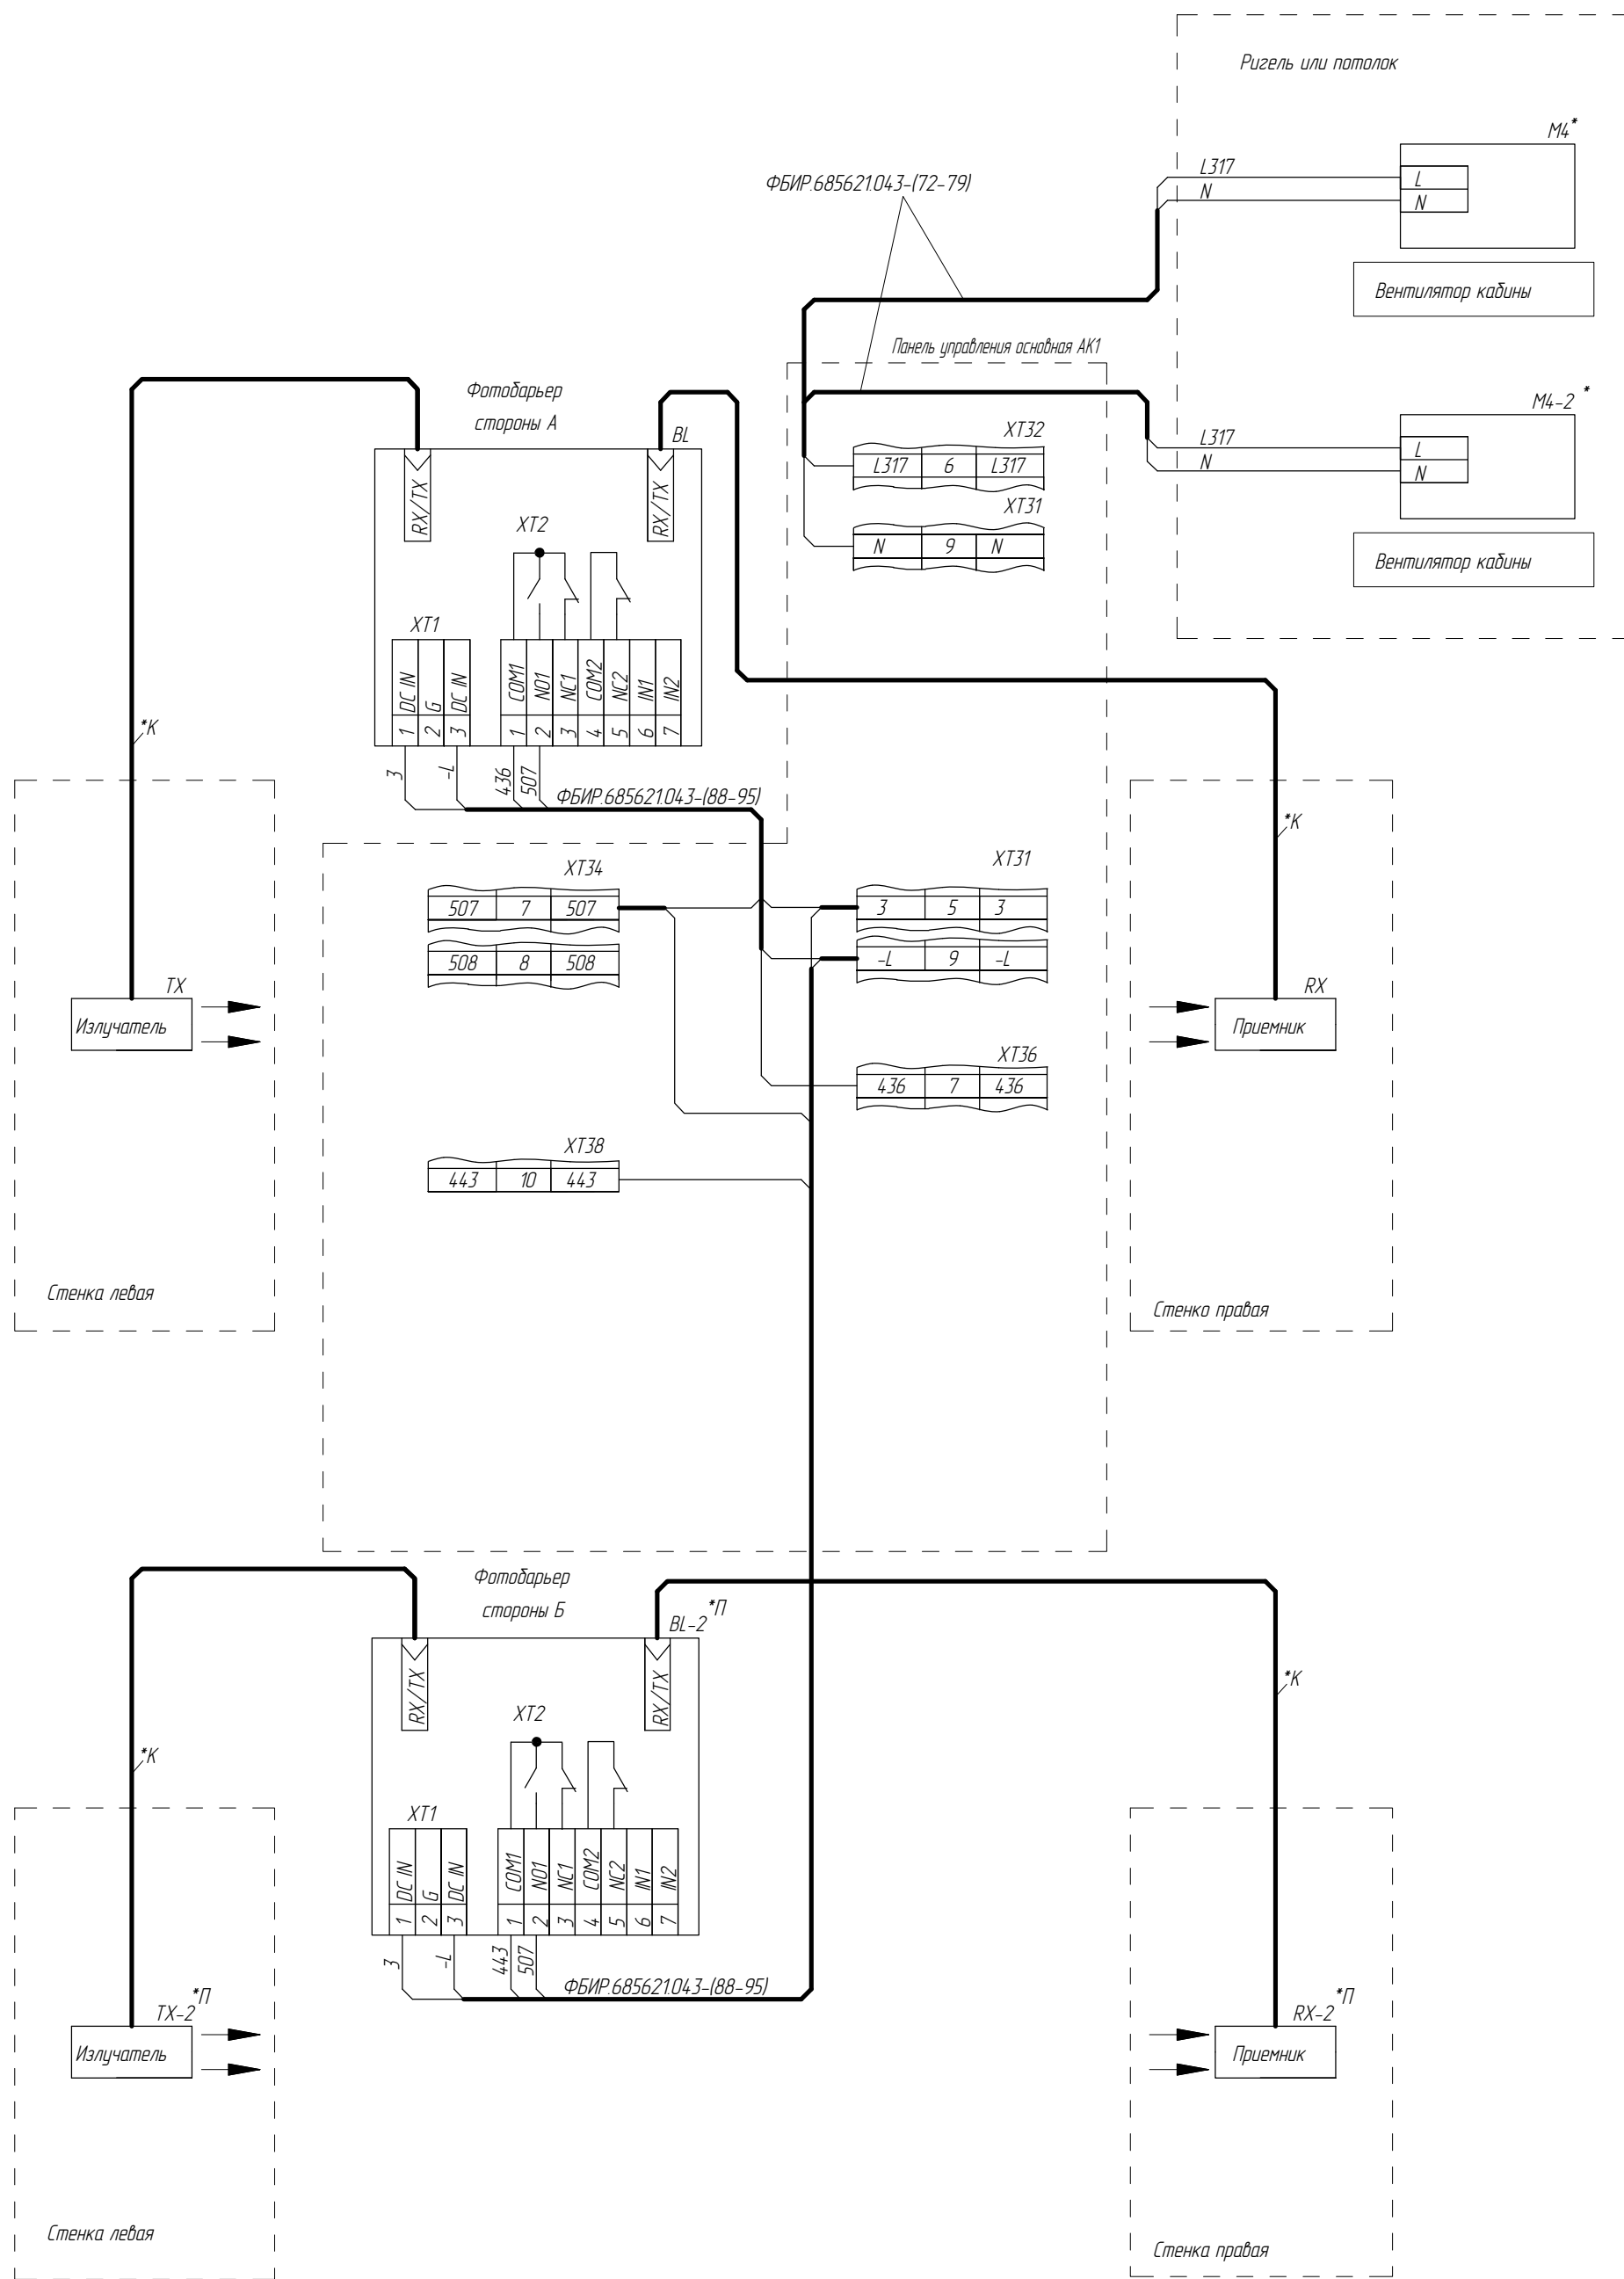 Ригель или потолок
M4*
ФБИР.685621.043-(72-79)
L317
N
L
N
Вентилятор кабины
Панель управления основная АК1
Фотобарьер
стороны А
BL
M4-2 *
XT32
L317 6 L317
L317
N
L
N
XT31
N 9 N
Вентилятор кабины
RX/TX
RX/TX
XT2
XT1
DC IN
G
DC IN
COM1
NO1
NC1
COM2
NC2
IN1
IN2
1 2 3
1 2 3 4 5 6 7
*К
3
-L
436
507
ФБИР.685621.043-(88-95)
*К
XT34
507 7 507
508 8 508
XT31
3 5 3
-L 9 -L
TX
Излучатель
RX
Приемник
XT36
436 7 436
XT38
443 10 443
Стенка левая
Стенко правая
Фотобарьер
стороны Б
BL-2 *П
RX/TX
RX/TX
XT2
*К
*К
XT1
DC IN
G
DC IN
COM1
NO1
NC1
COM2
NC2
IN1
IN2
1 2 3
1 2 3 4 5 6 7
3
-L
443
507
ФБИР.685621.043-(88-95)
TX-2 *П
Излучатель
RX-2 *П
Приемник
Стенка левая
Стенка правая